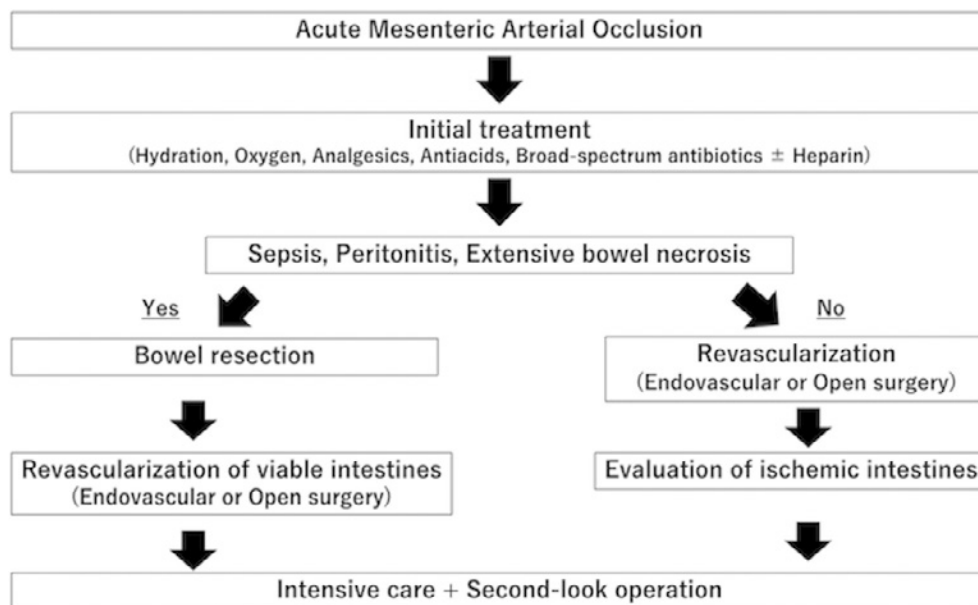 Acute Mesenteric Arterial Occlusion
Initial treatment
(Hydration, Oxygen, Analgesics, Antiacids, Broad-spectrum antibiotics ± Heparin)
Sepsis, Peritonitis, Extensive bowel necrosis
Yes
No
Bowel resection
Revascularization
(Endovascular or Open surgery)
Revascularization of viable intestines
(Endovascular or Open surgery)
Evaluation of ischemic intestines
Intensive care + Second-look operation